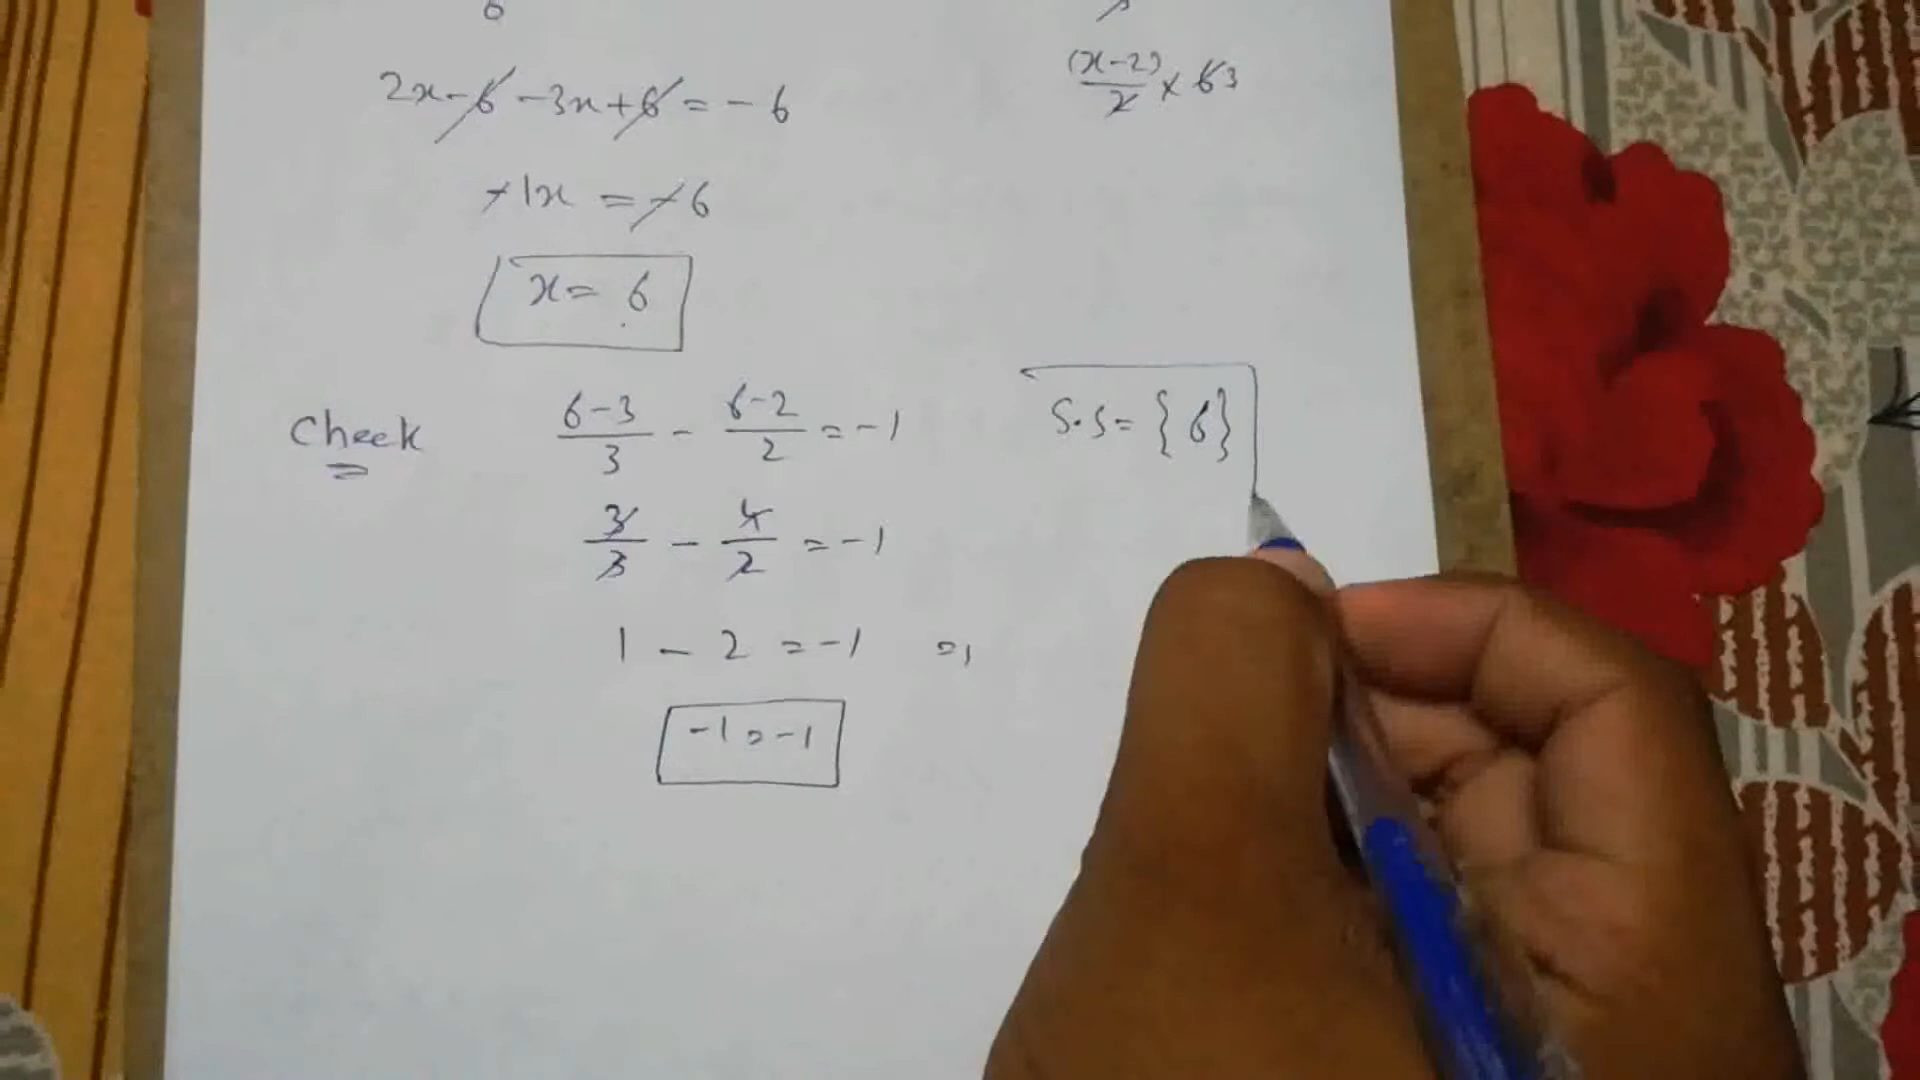 6
2x-6-3x+6=-6
-1x=-6
x=6
Check
6-3/3 - 6-2/2 = -1
3/3 - 4/2 = -1
1 - 2 = -1 =,
-1=-1
(x-2)/2 × 6 3
S.S={6}